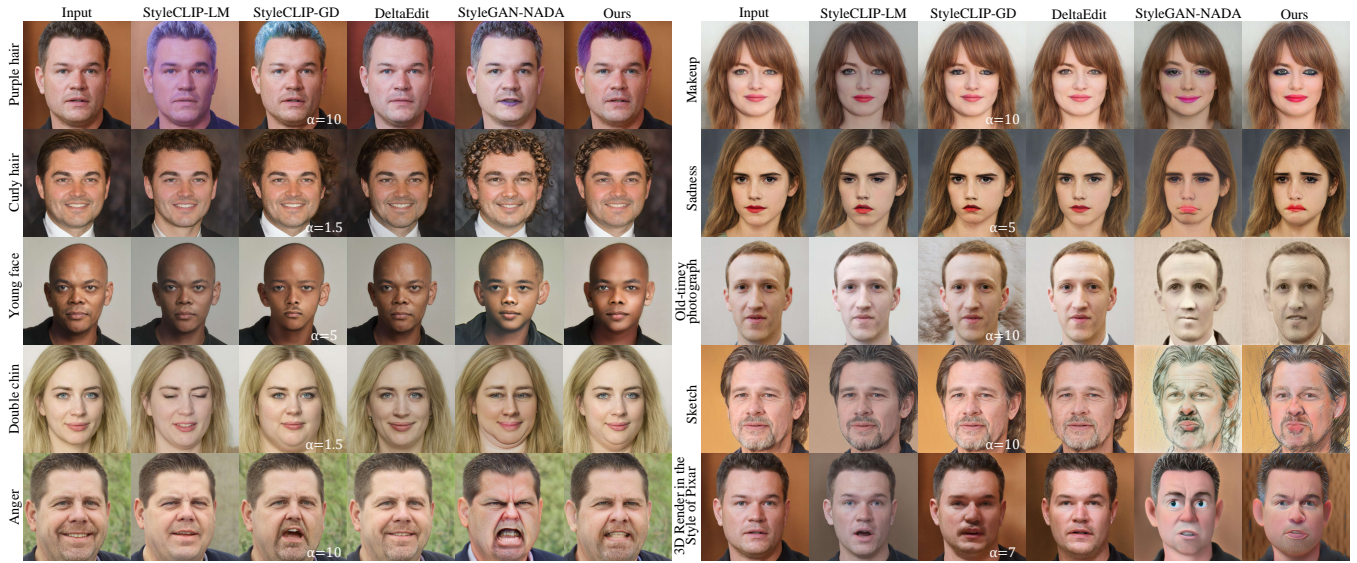 Input StyleCLIP-LM StyleCLIP-GD DeltaEdit StyleGAN-NADA Ours
Purple hair
α=10
Curly hair
α=1.5
Young face
α=5
Double chin
α=1.5
Anger
α=10
Input StyleCLIP-LM StyleCLIP-GD DeltaEdit StyleGAN-NADA Ours
Makeup
α=10
Sadness
α=5
Old-timey
photograph
α=10
Sketch
α=10
3D Render in the
Style of Pixar
α=7